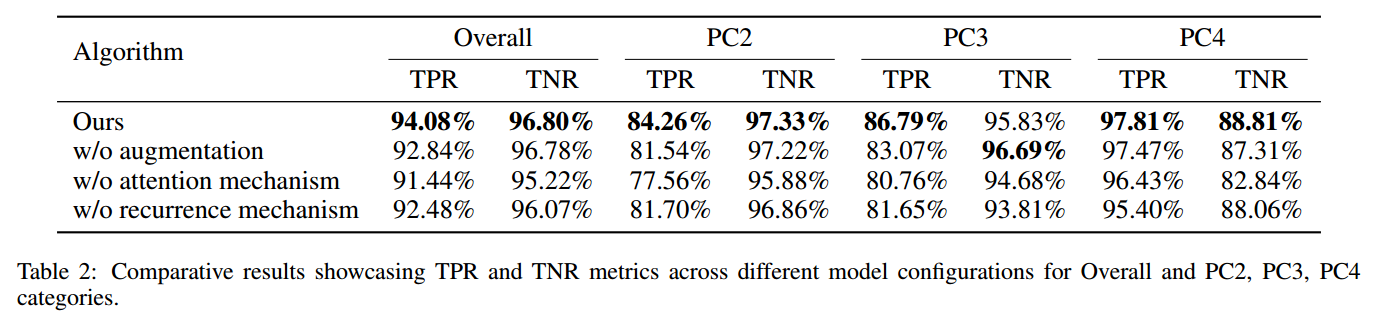 Algorithm Overall PC2 PC3 PC4
TPR TNR TPR TNR TPR TNR TPR TNR
Ours 94.08% 96.80% 84.26% 97.33% 86.79% 95.83% 97.81% 88.81%
w/o augmentation 92.84% 96.78% 81.54% 97.22% 83.07% 96.69% 97.47% 87.31%
w/o attention mechanism 91.44% 95.22% 77.56% 95.88% 80.76% 94.68% 96.43% 82.84%
w/o recurrence mechanism 92.48% 96.07% 81.70% 96.86% 81.65% 93.81% 95.40% 88.06%
Table 2: Comparative results showcasing TPR and TNR metrics across different model configurations for Overall and PC2, PC3, PC4
categories.